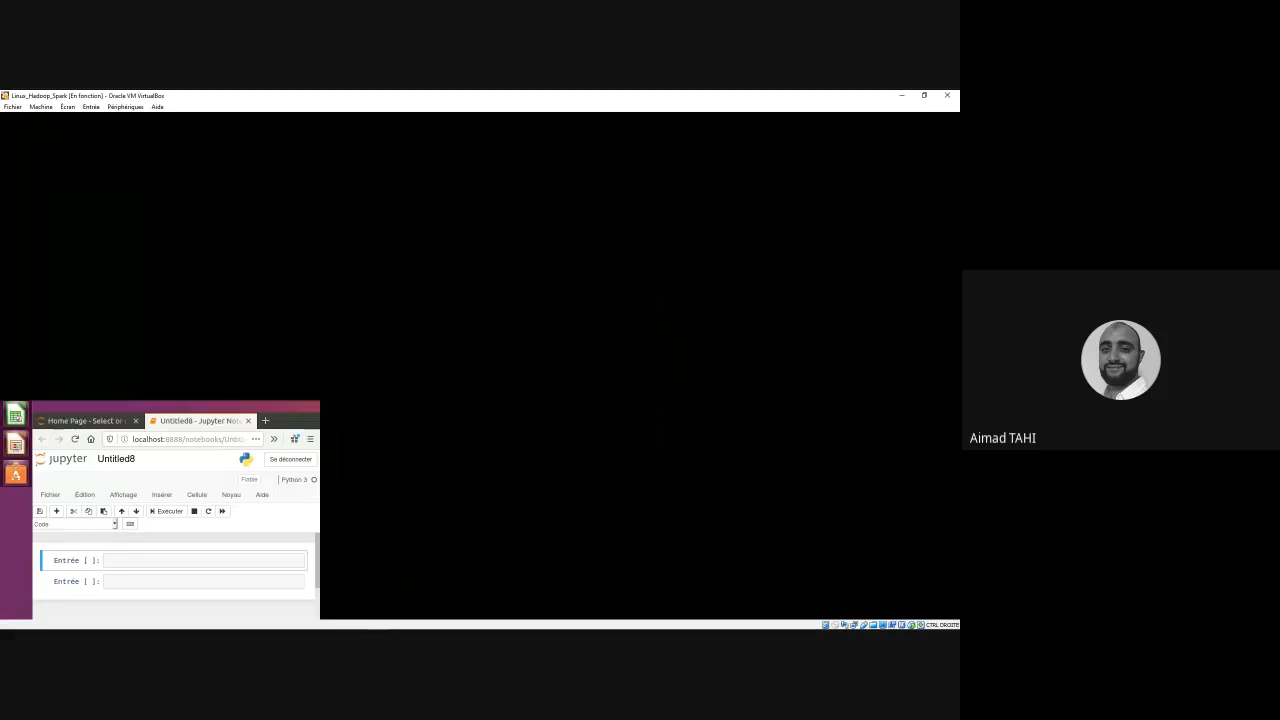 Linux_Hadoop_Spark [En fonction] - Oracle VM VirtualBox
Fichier Machine Écran Entrée Périphériques Aide
Home Page - Select or
Untitled8 - Jupyter Not
localhost:8888/notebooks/Untit
jupyter Untitled8
Se déconnecter
Fiable Python 3
Fichier Édition Affichage Insérer Cellule Noyau Aide
Exécuter
Code
Entrée [ ]:
Entrée [ ]:
CTRL DROITE
Aimad TAHI